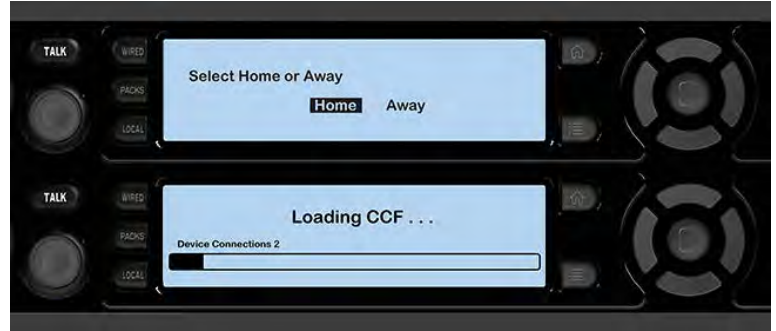 TALK
WIRED
PACKS
LOCAL
Select Home or Away
Home Away
TALK
WIRED
PACKS
LOCAL
Loading CCF . . .
Device Connections 2